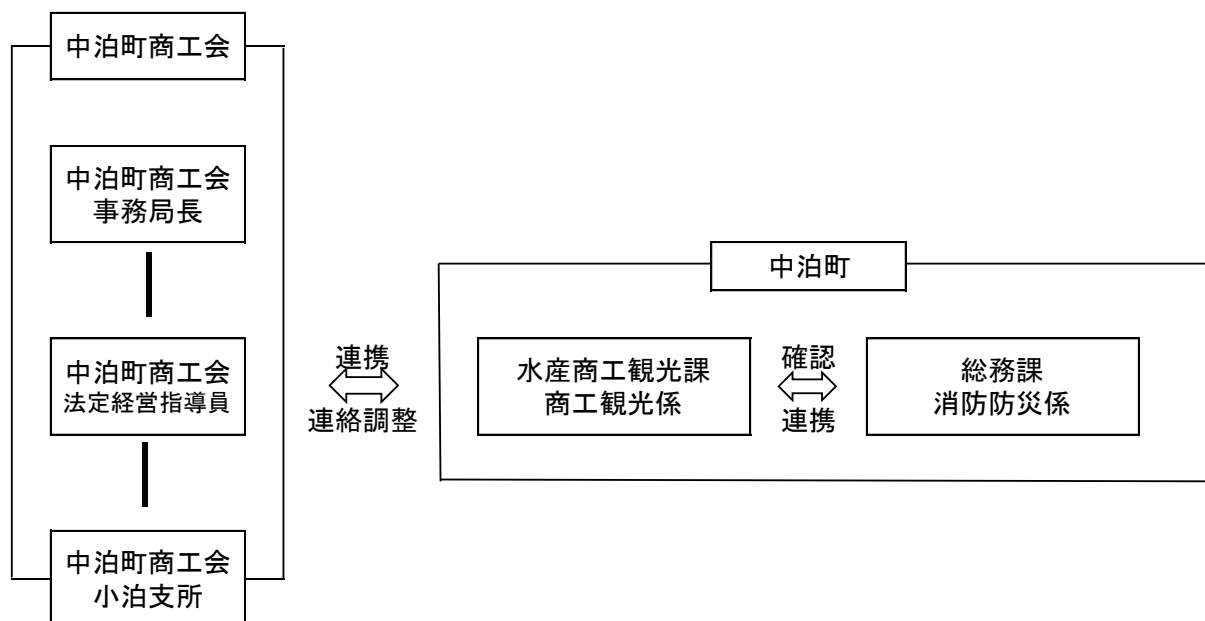 中泊町商工会
中泊町商工会
事務局長
中泊町商工会
法定経営指導員
中泊町商工会
小泊支所
連携
連絡調整
中泊町
水産商工観光課
商工観光係
確認
連携
総務課
消防防災係